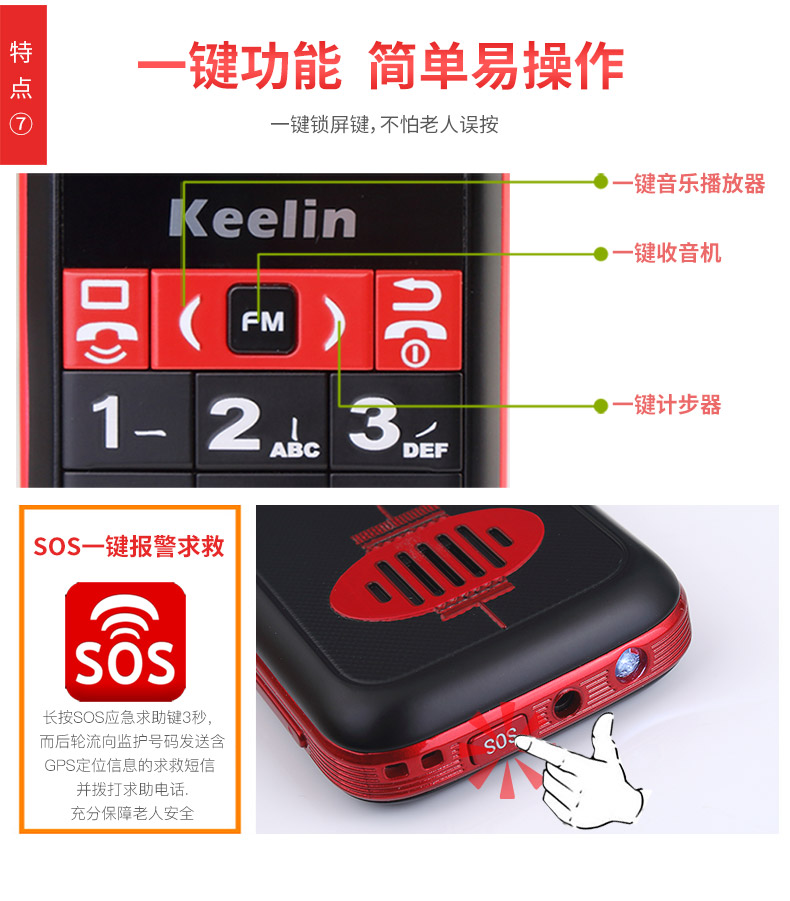 特
点
⑦
一键功能 简单易操作
一键锁屏键，不怕老人误按
一键音乐播放器
Keelin
一键收音机
FM
1
2 ABC
3 DEF
一键计步器
SOS一键报警求救
SOS
长按SOS应急求助键3秒，
而后轮流向监护号码发送含
GPS定位信息的求救短信
并拨打求助电话.
充分保障老人安全
SOS